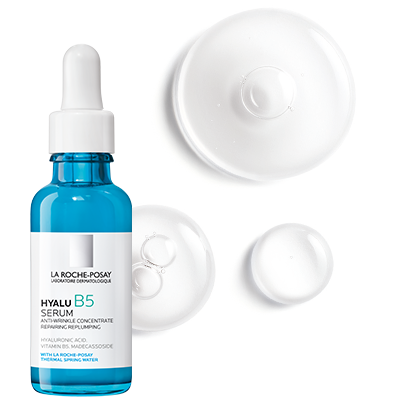 LA ROCHE-POSAY
LABORATOIRE DERMATOLOGIQUE
HYALU B5
SERUM
ANTI-WRINKLE CONCENTRATE
REPAIRING REPLUMPING
HYALURONIC ACID
VITAMIN B5. MADECASSOSIDE
WITH LA ROCHE-POSAY
THERMAL SPRING WATER